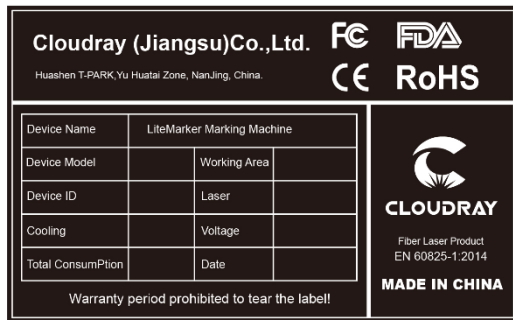 Cloudray (Jiangsu)Co.,Ltd.
Huashen T-PARK,Yu Huatai Zone, NanJing, China.
FC FDA
CE RoHS
Device Name LiteMarker Marking Machine
Device Model Working Area
Device ID Laser
Cooling Voltage
Total ConsumPtion Date
Warranty period prohibited to tear the label!
CLOUDRAY
Fiber Laser Product
EN 60825-1:2014
MADE IN CHINA